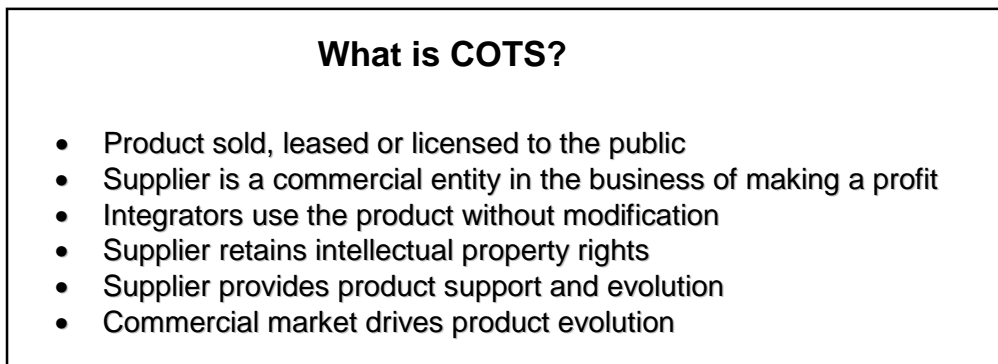 What is COTS?
• Product sold, leased or licensed to the public
• Supplier is a commercial entity in the business of making a profit
• Integrators use the product without modification
• Supplier retains intellectual property rights
• Supplier provides product support and evolution
• Commercial market drives product evolution